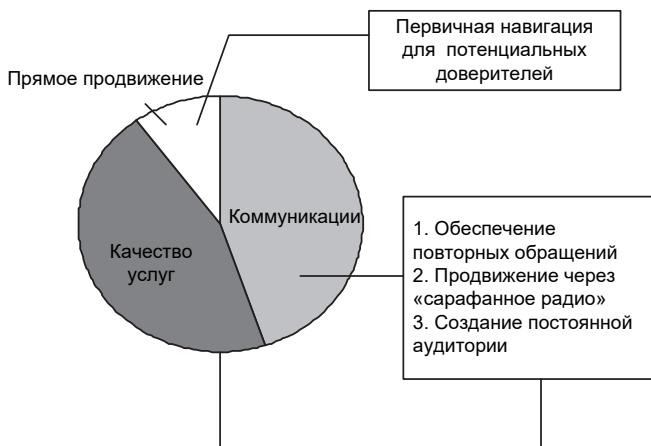 Первичная навигация
для потенциальных
доверителей
Прямое продвижение
Коммуникации
Качество
услуг
1. Обеспечение
повторных обращений
2. Продвижение через
«сарафанное радио»
3. Создание постоянной
аудитории